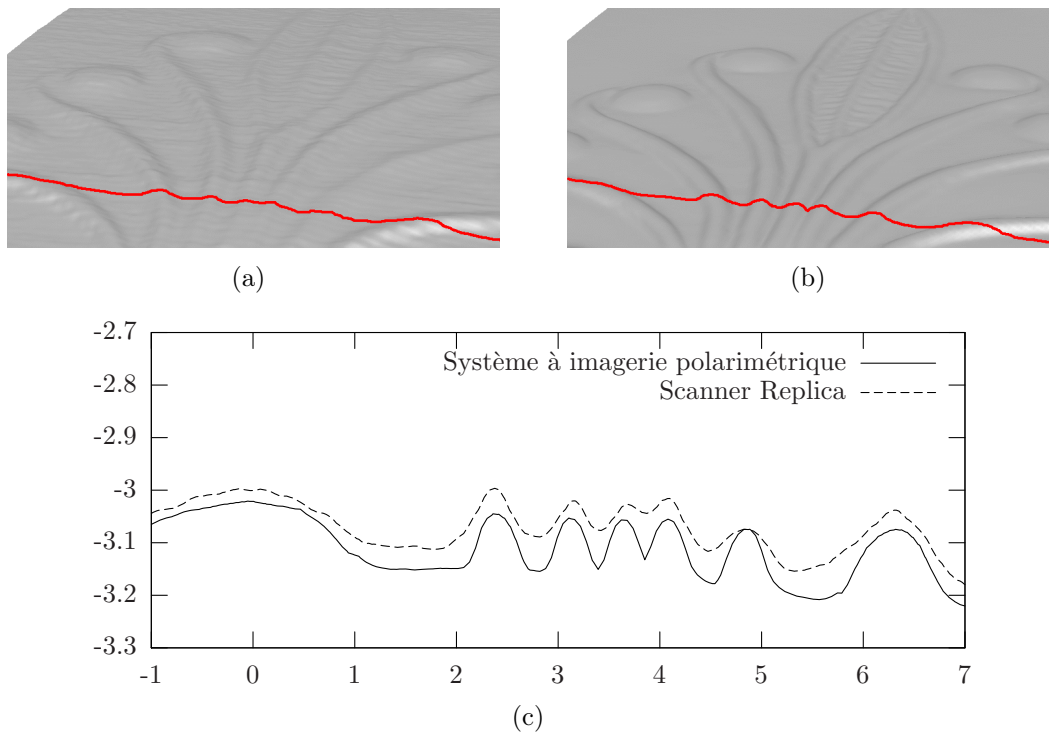 (a)
(b)
-2.7
-2.8
-2.9
-3
-3.1
-3.2
-3.3
Système à imagerie polarimétrique
Scanner Replica
-1 0 1 2 3 4 5 6 7
(c)